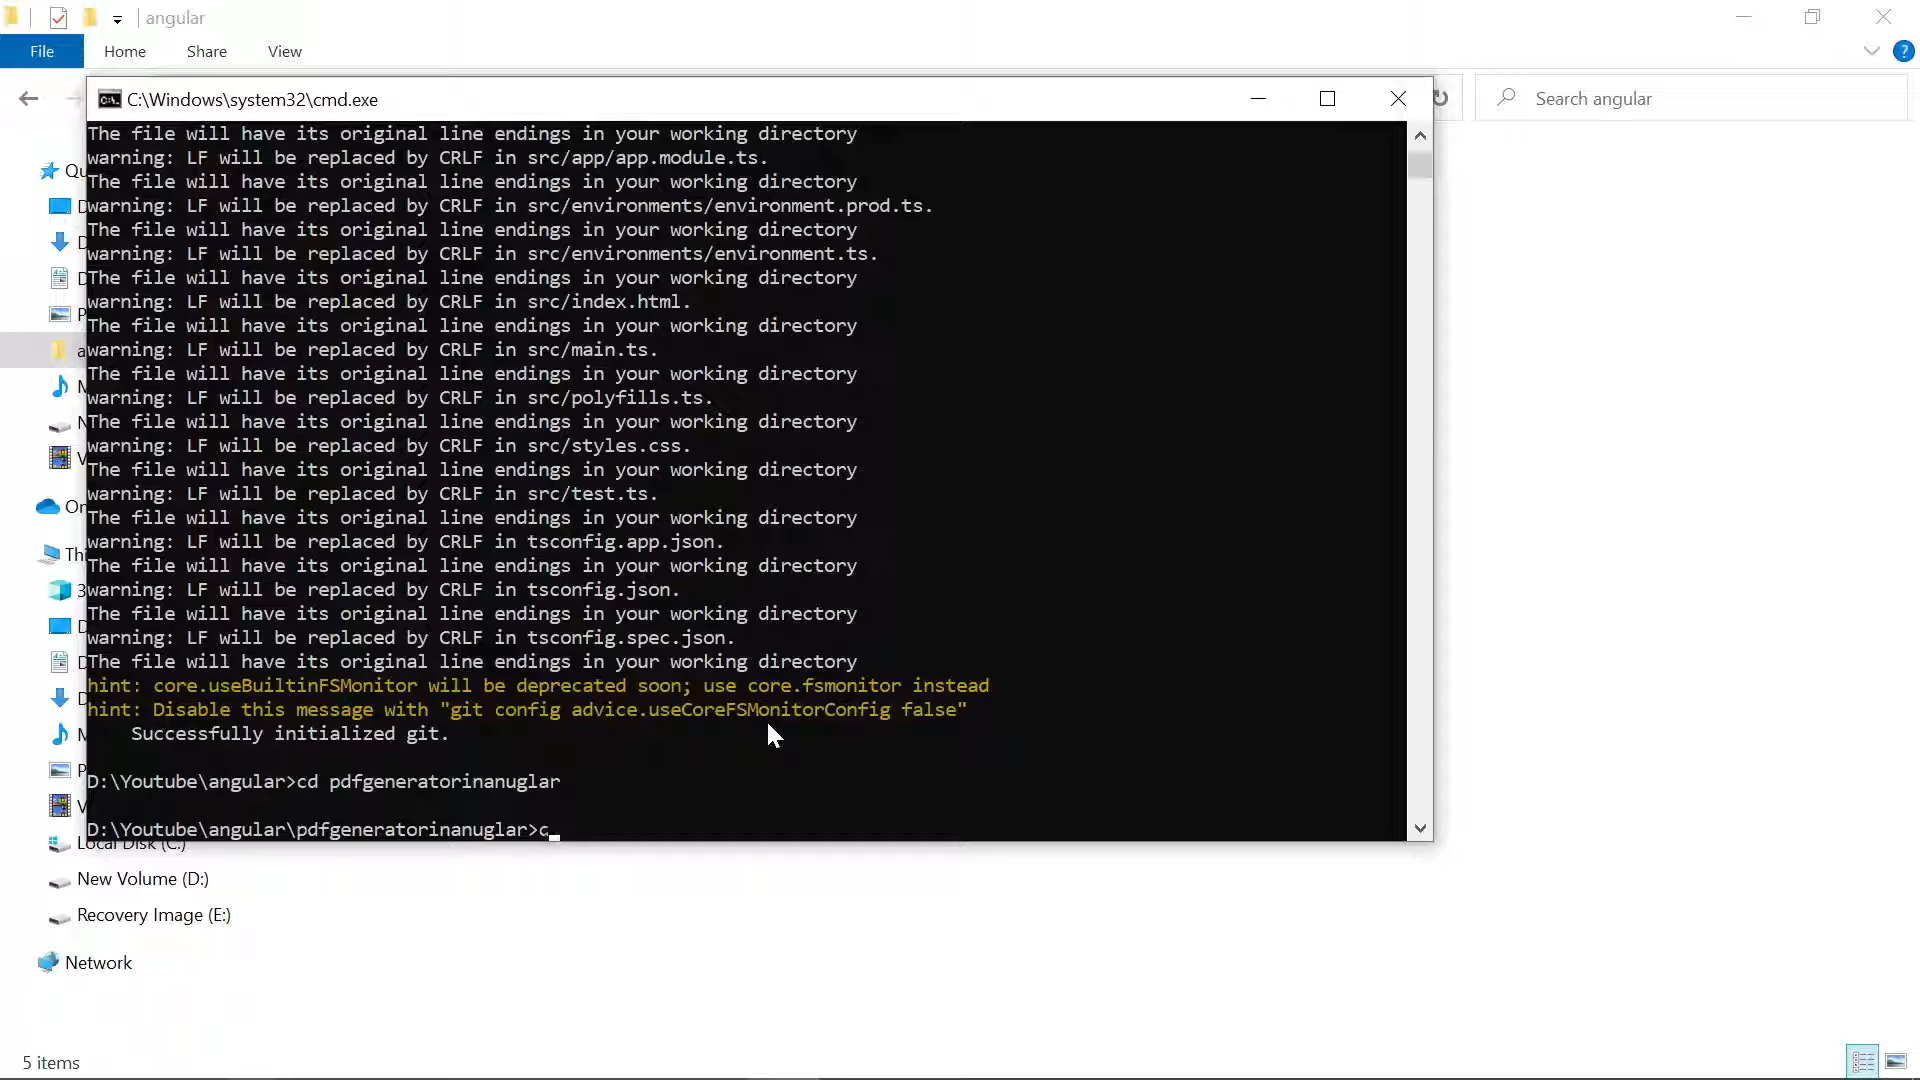 angular
File Home Share View
C:\Windows\system32\cmd.exe
Search angular
The file will have its original line endings in your working directory
warning: LF will be replaced by CRLF in src/app/app.module.ts.
The file will have its original line endings in your working directory
warning: LF will be replaced by CRLF in src/environments/environment.prod.ts.
The file will have its original line endings in your working directory
warning: LF will be replaced by CRLF in src/environments/environment.ts.
The file will have its original line endings in your working directory
warning: LF will be replaced by CRLF in src/index.html.
The file will have its original line endings in your working directory
warning: LF will be replaced by CRLF in src/main.ts.
The file will have its original line endings in your working directory
warning: LF will be replaced by CRLF in src/polyfills.ts.
The file will have its original line endings in your working directory
warning: LF will be replaced by CRLF in src/styles.css.
The file will have its original line endings in your working directory
warning: LF will be replaced by CRLF in src/test.ts.
The file will have its original line endings in your working directory
warning: LF will be replaced by CRLF in tsconfig.app.json.
The file will have its original line endings in your working directory
warning: LF will be replaced by CRLF in tsconfig.json.
The file will have its original line endings in your working directory
warning: LF will be replaced by CRLF in tsconfig.spec.json.
The file will have its original line endings in your working directory
hint: core.useBuiltinFSMonitor will be deprecated soon; use core.fsmonitor instead
hint: Disable this message with "git config advice.useCoreFSMonitorConfig false"
Successfully initialized git.
D:\Youtube\angular>cd pdfgeneratorinanuglar
D:\Youtube\angular\pdfgeneratorinanuglar>c
Local Disk (C:)
New Volume (D:)
Recovery Image (E:)
Network
5 items